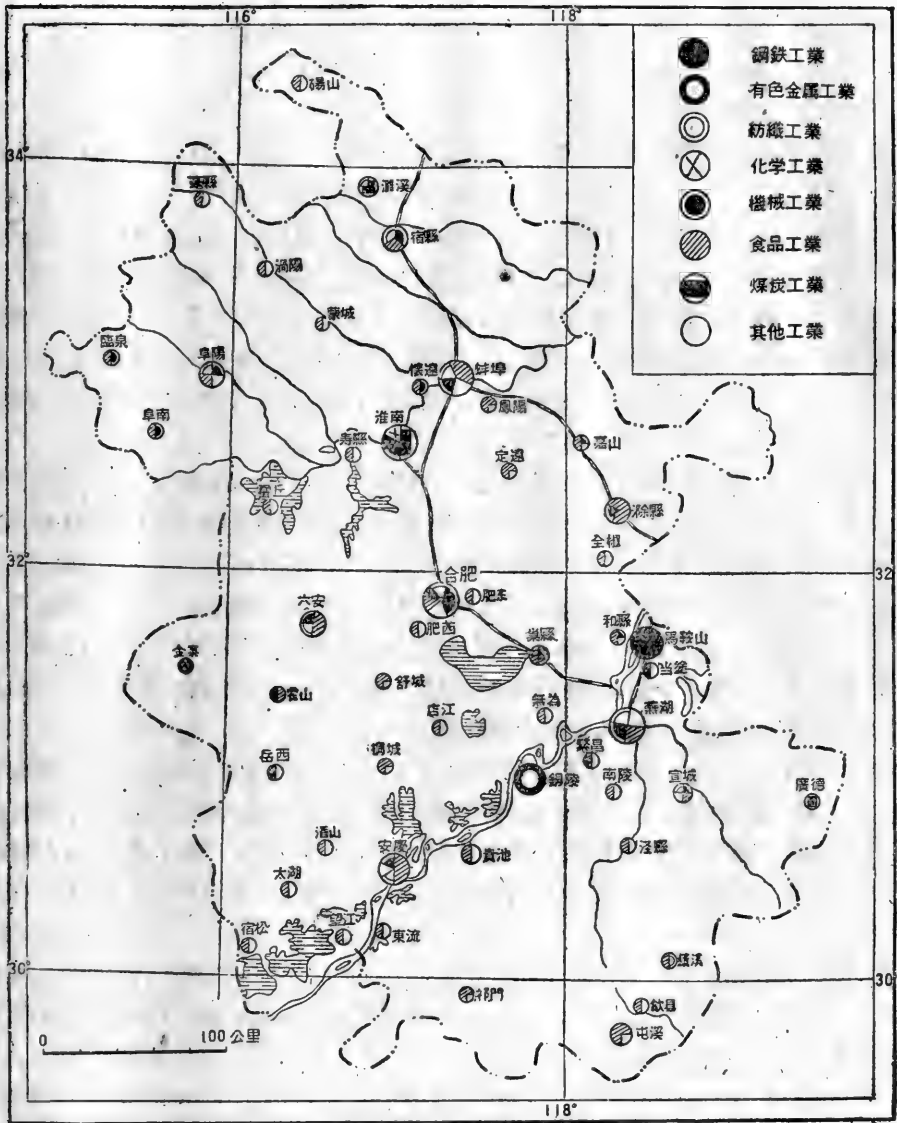 116°
118°
鋼鉄工業
有色金属工業
紡織工業
化学工業
機械工業
食品工業
煤炭工業
其他工業
碭山
34°
濉溪
宿縣
渦陽
蒙城
臨泉
阜陽
懷遠
蚌埠
鳳陽
阜南
淮南
壽縣
嘉山
定遠
滁縣
全椒
32°
32°
合肥
肥東
六安
肥西
和縣
馬鞍山
巢縣
当塗
金寨
霍山
舒城
無為
蕪湖
庐江
繁昌
岳西
桐城
銅陵
南陵
宣城
廣德
潜山
安慶
貴池
涇縣
太湖
宿松
望江
東流
績溪
30°
30°
祁門
歙县
屯溪
0
100 公里
118°